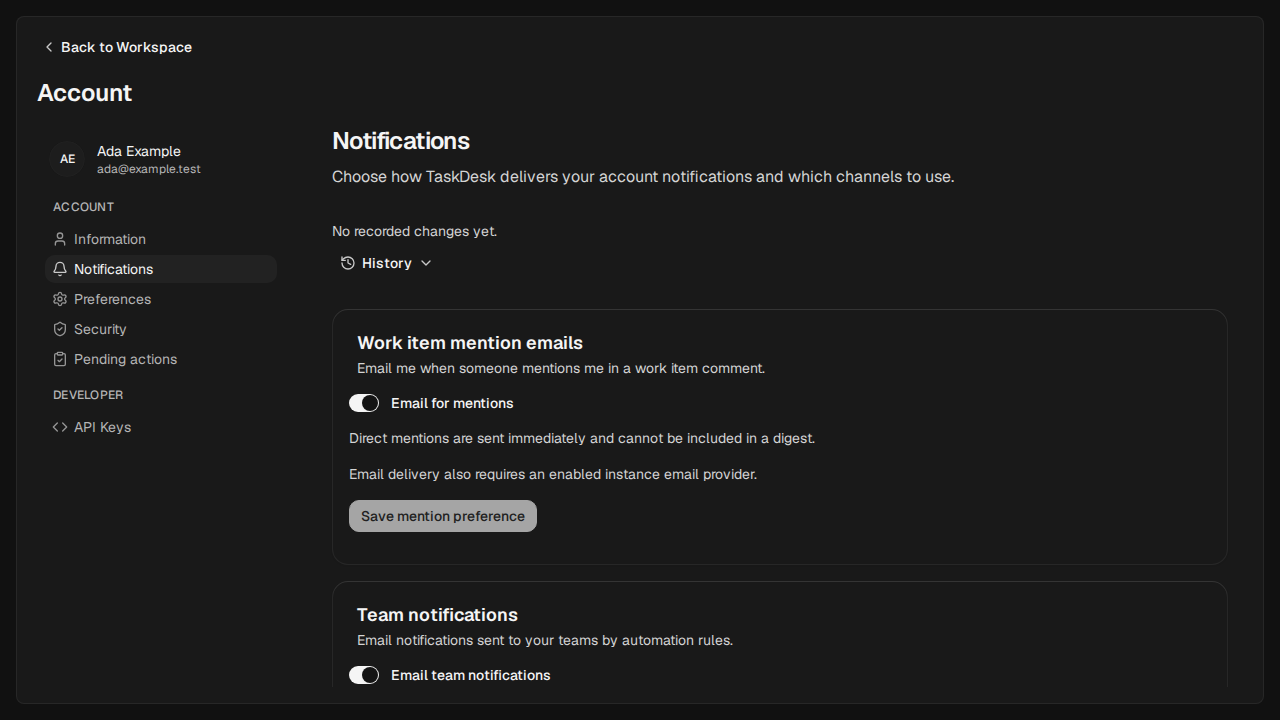 Back to Workspace
Account
AE
Ada Example
ada@example.test
ACCOUNT
Information
Notifications
Preferences
Security
Pending actions
DEVELOPER
API Keys
Notifications
Choose how TaskDesk delivers your account notifications and which channels to use.
No recorded changes yet.
History
Work item mention emails
Email me when someone mentions me in a work item comment.
Email for mentions
Direct mentions are sent immediately and cannot be included in a digest.
Email delivery also requires an enabled instance email provider.
Save mention preference
Team notifications
Email notifications sent to your teams by automation rules.
Email team notifications